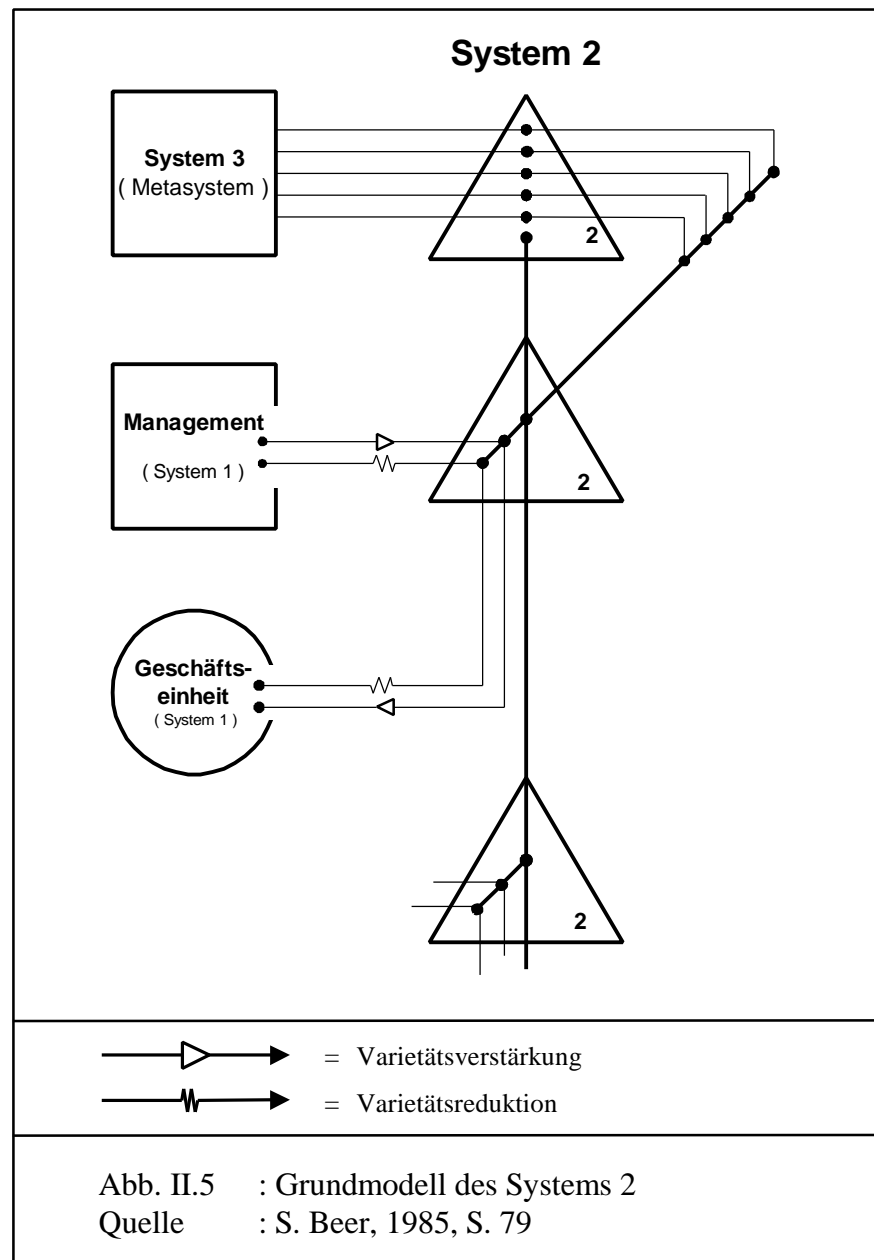 System 2
System 3
( Metasystem )
2
Management
( System 1 )
2
Geschäfts-
einheit
( System 1 )
2
= Varietätsverstärkung
= Varietätsreduktion
Abb. II.5 : Grundmodell des Systems 2
Quelle : S. Beer, 1985, S. 79